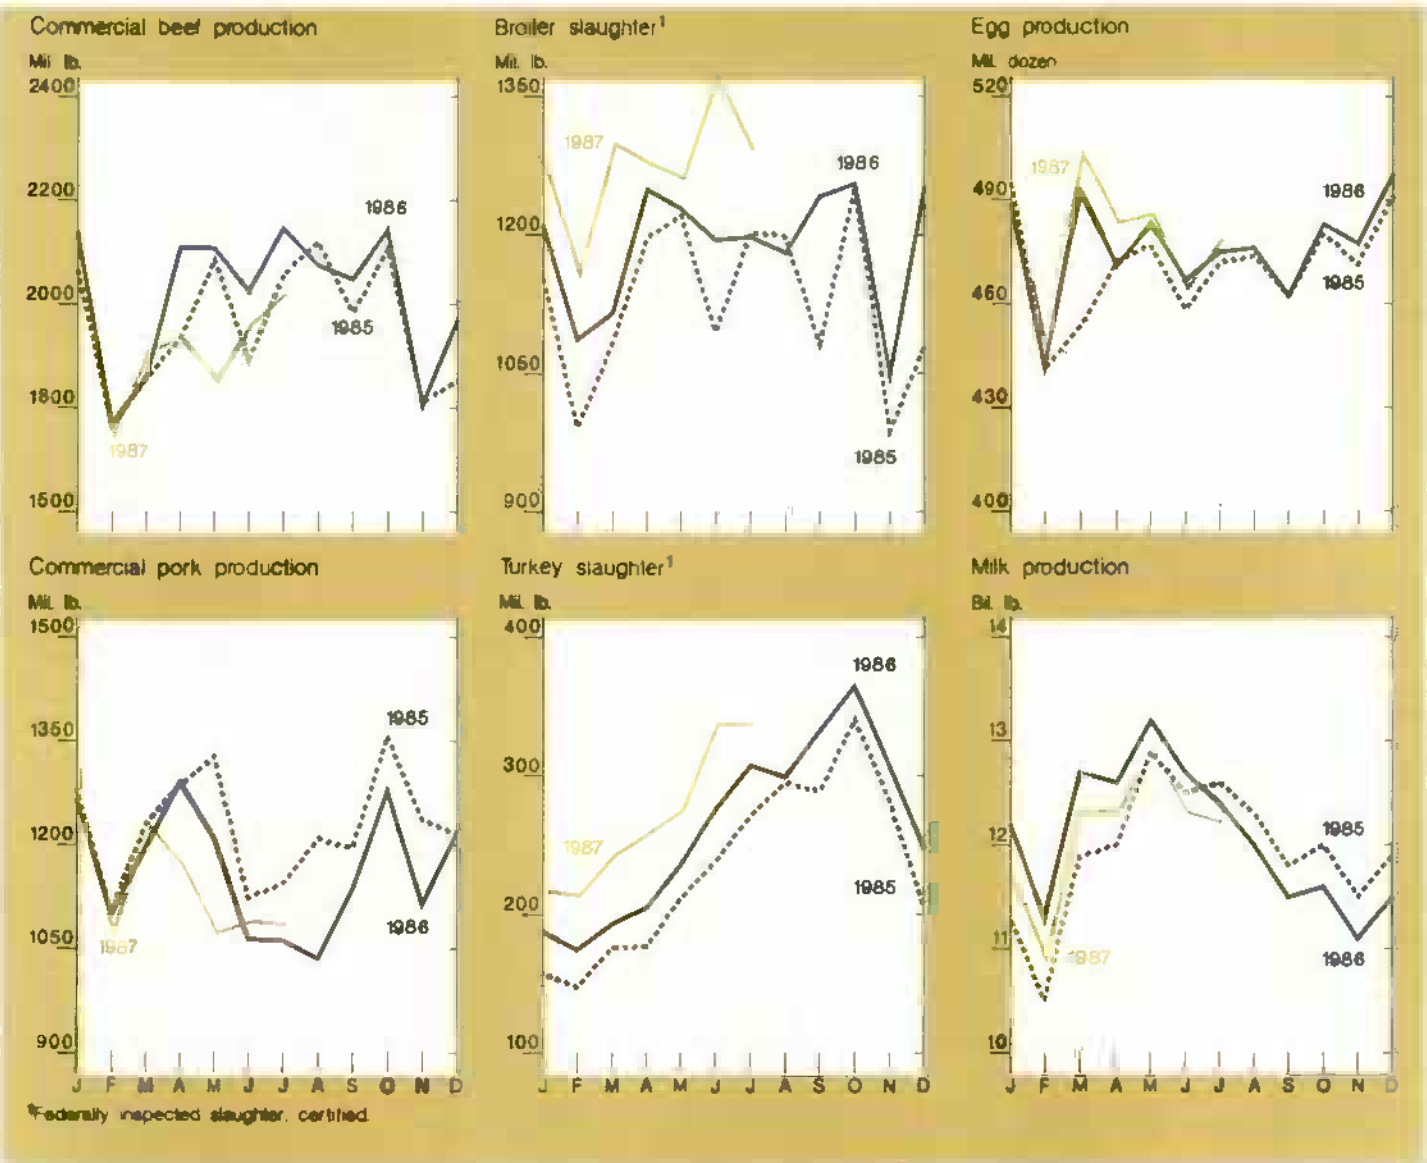 Commercial beef production
Mil lb.
2400
2200
2000
1800
1500
1986
1985
1987
Broiler slaughter¹
Mil. lb.
1350
1200
1050
900
1987
1986
1985
Egg production
Mil. dozen
520
490
460
430
400
1987
1986
1985
Commercial pork production
Mil. lb.
1500
1350
1200
1050
900
1985
1987
1986
J F M A M J J A S O N D
Turkey slaughter¹
Mil. lb.
400
300
200
100
1986
1987
1985
J F M A M J J A S O N D
Milk production
Bil. lb.
14
13
12
11
10
1985
1987
1986
J F M A M J J A S O N D
¹Federally inspected slaughter, certified.